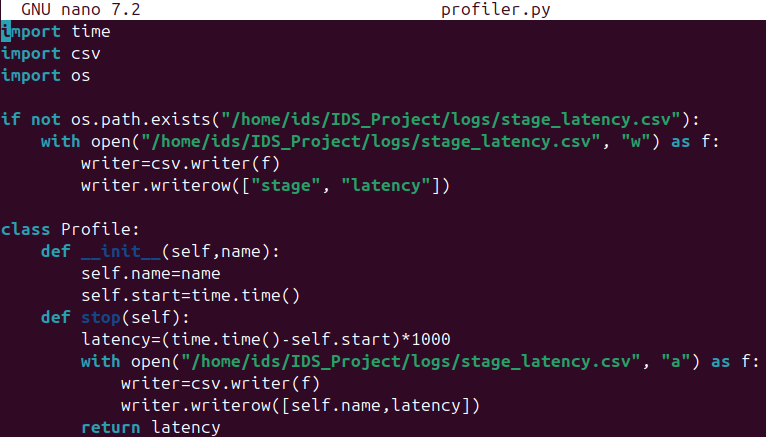 GNU nano 7.2 profiler.py
import time
import csv
import os

if not os.path.exists("/home/ids/IDS_Project/logs/stage_latency.csv"):
    with open("/home/ids/IDS_Project/logs/stage_latency.csv", "w") as f:
        writer=csv.writer(f)
        writer.writerow(["stage", "latency"])

class Profile:
    def __init__(self,name):
        self.name=name
        self.start=time.time()
    def stop(self):
        latency=(time.time()-self.start)*1000
        with open("/home/ids/IDS_Project/logs/stage_latency.csv", "a") as f:
            writer=csv.writer(f)
            writer.writerow([self.name,latency])
        return latency